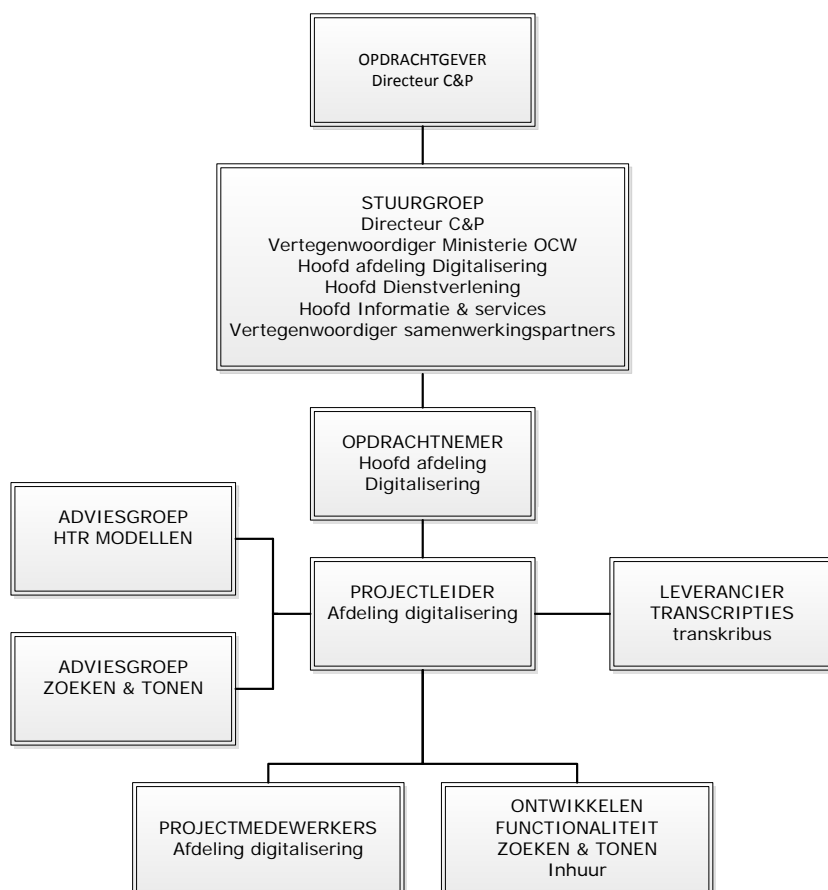 OPDRACHTGEVER
Directeur C&P
STUURGROEP
Directeur C&P
Vertegenwoordiger Ministerie OCW
Hoofd afdeling Digitalisering
Hoofd Dienstverlening
Hoofd Informatie & services
Vertegenwoordiger samenwerkingspartners
OPDRACHTNEMER
Hoofd afdeling
Digitalisering
ADVIESGROEP
HTR MODELLEN
PROJECTLEIDER
Afdeling digitalisering
LEVERANCIER
TRANSCRIPTIES
transkribus
ADVIESGROEP
ZOEKEN & TONEN
PROJECTMEDEWERKERS
Afdeling digitalisering
ONTWIKKELEN
FUNCTIONALITEIT
ZOEKEN & TONEN
Inhuur